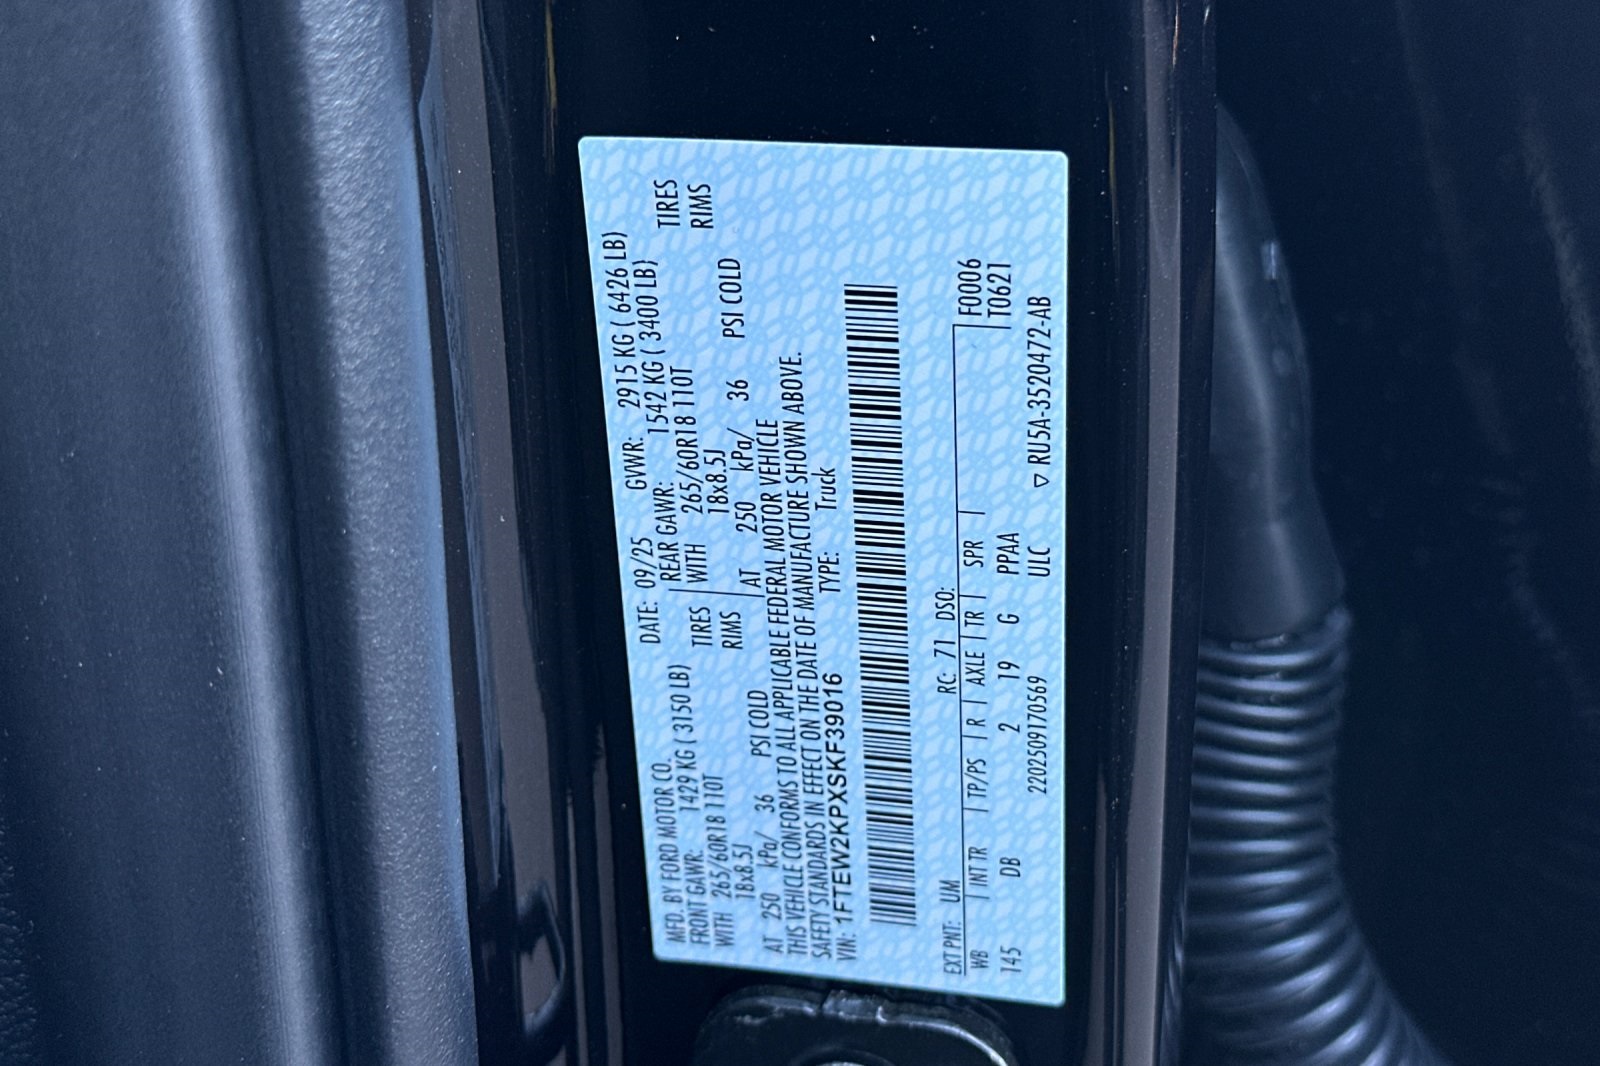 MFD. BY FORD MOTOR CO.
DATE: 09/25 GVWR: 2915 KG ( 6426 LB)
FRONT GAWR: 1429 KG ( 3150 LB) REAR GAWR: 1542 KG ( 3400 LB)
WITH 265/60R18 110T TIRES WITH 265/60R18 110T TIRES
18x8.5J RIMS 18x8.5J RIMS
AT 250 kPa/ 36 PSI COLD AT 250 kPa/ 36 PSI COLD
THIS VEHICLE CONFORMS TO ALL APPLICABLE FEDERAL MOTOR VEHICLE
SAFETY STANDARDS IN EFFECT ON THE DATE OF MANUFACTURE SHOWN ABOVE.
VIN: 1FTEW2KPXSKF39016 TYPE: Truck
EXT PNT: UM RC: 71 DSO:
WB INT TR TP/PS R AXLE TR SPR F0006
145 DB 2 19 G PPAA T0621
2202509170569 ULC ▽ RU5A-3520472-AB